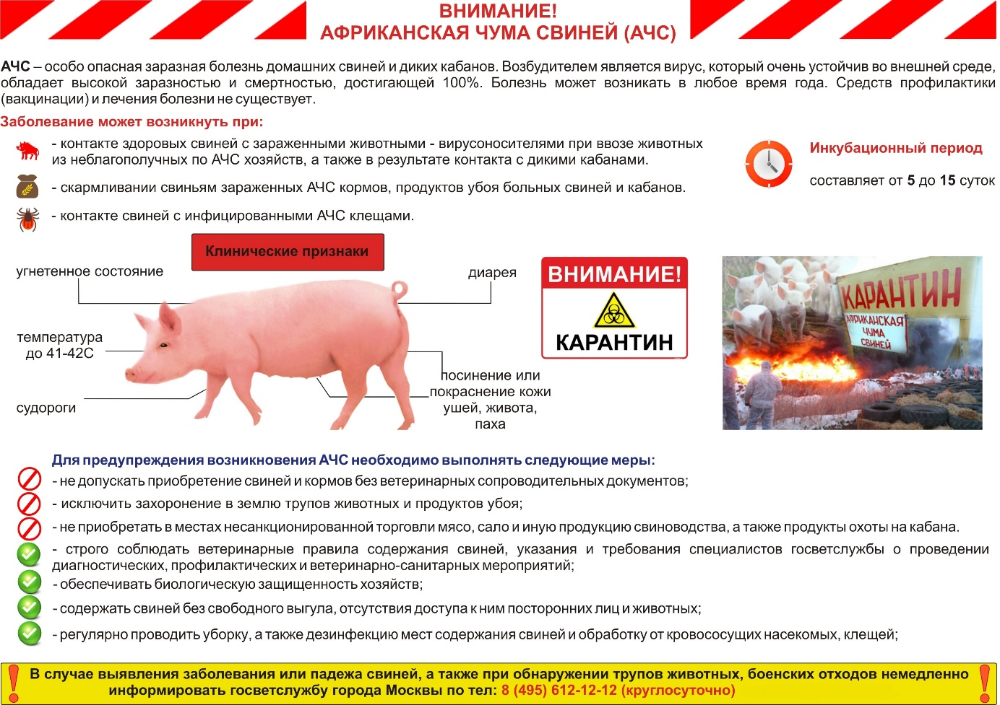 ВНИМАНИЕ!
АФРИКАНСКАЯ ЧУМА СВИНЕЙ (АЧС)
АЧС – особо опасная заразная болезнь домашних свиней и диких кабанов. Возбудителем является вирус, который очень устойчив во внешней среде,
обладает высокой заразностью и смертностью, достигающей 100%. Болезнь может возникать в любое время года. Средств профилактики
(вакцинации) и лечения болезни не существует.
Заболевание может возникнуть при:
- контакте здоровых свиней с зараженными животными - вирусоносителями при ввозе животных
из неблагополучных по АЧС хозяйств, а также в результате контакта с дикими кабанами.
- скармливании свиньям зараженных АЧС кормов, продуктов убоя больных свиней и кабанов.
- контакте свиней с инфицированными АЧС клещами.
Инкубационный период
составляет от 5 до 15 суток
Клинические признаки
угнетенное состояние
диарея
температура
до 41-42С
судороги
посинение или
покраснение кожи
ушей, живота,
паха
ВНИМАНИЕ!
КАРАНТИН
КАРАНТИН
АФРИКАНСКАЯ
ЧУМА
СВИНЕЙ
Для предупреждения возникновения АЧС необходимо выполнять следующие меры:
- не допускать приобретение свиней и кормов без ветеринарных сопроводительных документов;
- исключить захоронение в землю трупов животных и продуктов убоя;
- не приобретать в местах несанкционированной торговли мясо, сало и иную продукцию свиноводства, а также продукты охоты на кабана.
- строго соблюдать ветеринарные правила содержания свиней, указания и требования специалистов госветслужбы о проведении
диагностических, профилактических и ветеринарно-санитарных мероприятий;
- обеспечивать биологическую защищенность хозяйств;
- содержать свиней без свободного выгула, отсутствия доступа к ним посторонних лиц и животных;
- регулярно проводить уборку, а также дезинфекцию мест содержания свиней и обработку от кровососущих насекомых, клещей;
В случае выявления заболевания или падежа свиней, а также при обнаружении трупов животных, боенских отходов немедленно
информировать госветслужбу города Москвы по тел: 8 (495) 612-12-12 (круглосуточно)